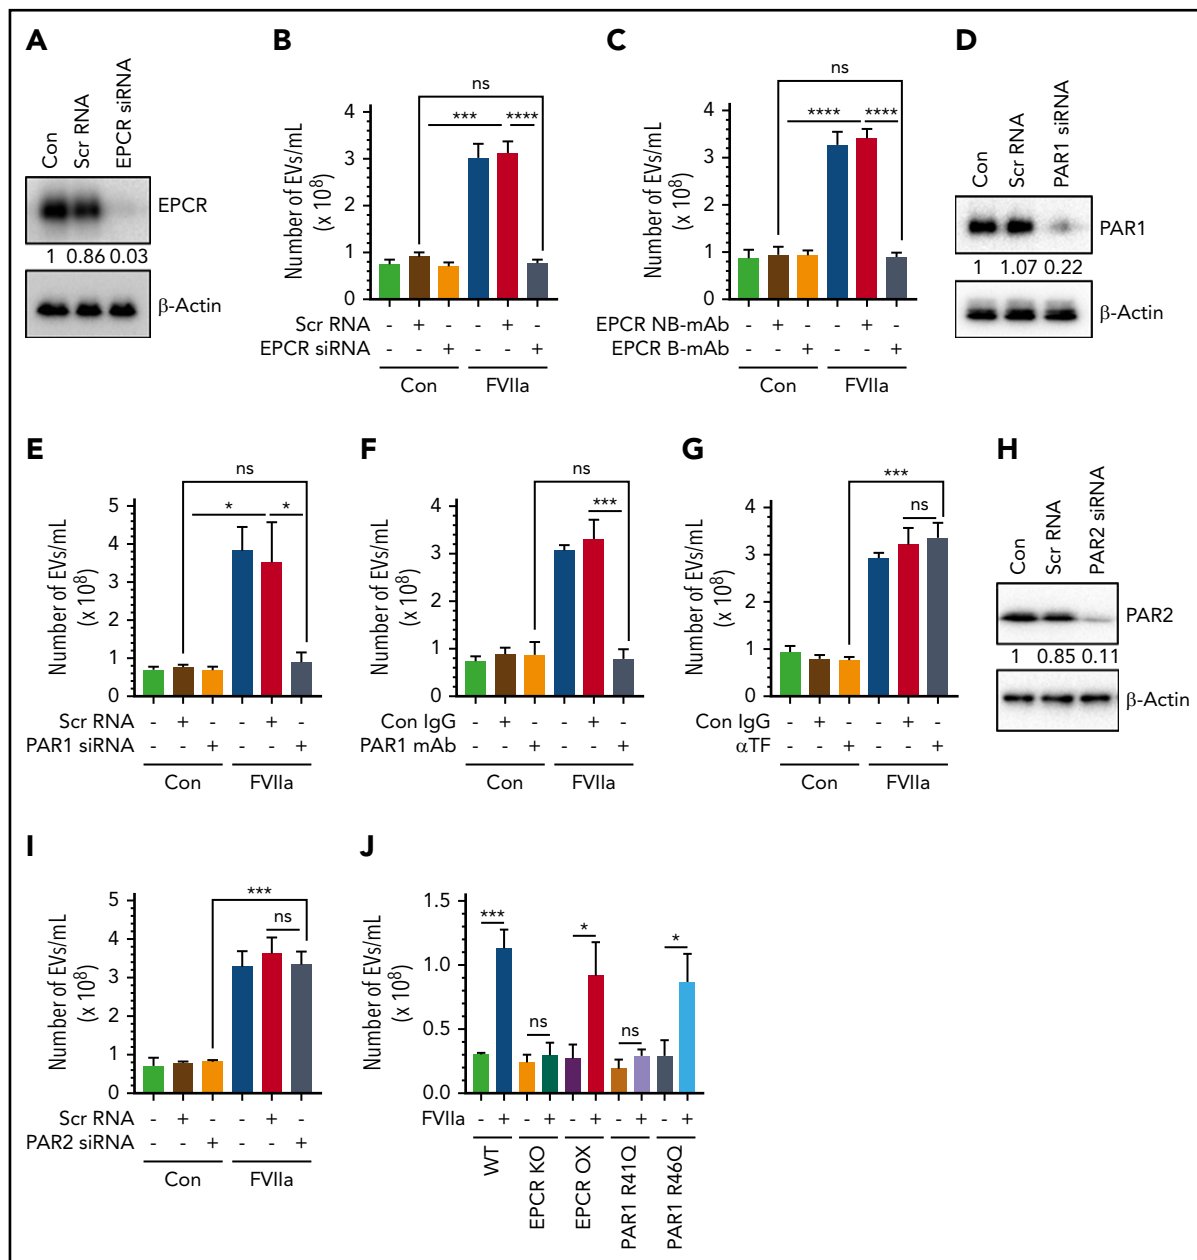 A
Con
Scr RNA
EPCR siRNA
EPCR
1 0.86 0.03
β-Actin
B
Number of EVs/mL
(x 10⁸)
4
3
2
1
0
ns
***
****
Scr RNA - + - - + -
EPCR siRNA - - + - - +
Con FVIIa
C
Number of EVs/mL
(x 10⁸)
4
3
2
1
0
ns
****
****
EPCR NB-mAb - + - - + -
EPCR B-mAb - - + - - +
Con FVIIa
D
Con
Scr RNA
PAR1 siRNA
PAR1
1 1.07 0.22
β-Actin
E
Number of EVs/mL
(x 10⁸)
5
4
3
2
1
0
ns
*
*
Scr RNA - + - - + -
PAR1 siRNA - - + - - +
Con FVIIa
F
Number of EVs/mL
(x 10⁸)
4
3
2
1
0
ns
***
Con IgG - + - - + -
PAR1 mAb - - + - - +
Con FVIIa
G
Number of EVs/mL
(x 10⁸)
4
3
2
1
0
***
ns
Con IgG - + - - + -
αTF - - + - - +
Con FVIIa
H
Con
Scr RNA
PAR2 siRNA
PAR2
1 0.85 0.11
β-Actin
I
Number of EVs/mL
(x 10⁸)
5
4
3
2
1
0
***
ns
Scr RNA - + - - + -
PAR2 siRNA - - + - - +
Con FVIIa
J
Number of EVs/mL
(x 10⁸)
1.5
1.0
0.5
0.0
***
ns
*
ns
*
FVIIa - + - + - + - + - +
WT
EPCR KO
EPCR OX
PAR1 R41Q
PAR1 R46Q